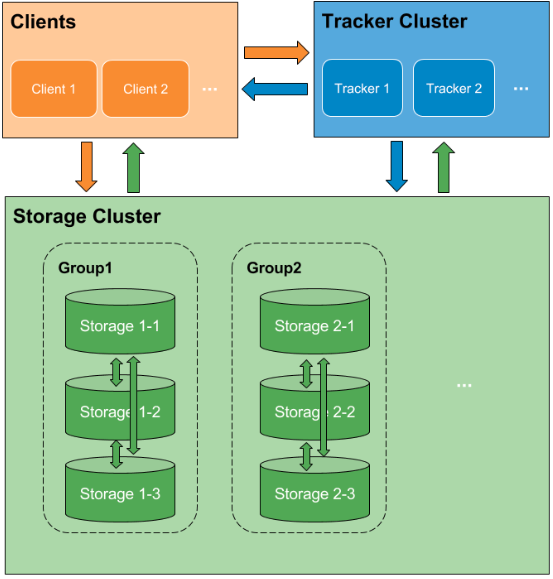 Clients
Tracker Cluster
Client 1
Client 2
...
Tracker 1
Tracker 2
...
Storage Cluster
Group1
Group2
Storage 1-1
Storage 2-1
Storage 1-2
Storage 2-2
...
Storage 1-3
Storage 2-3